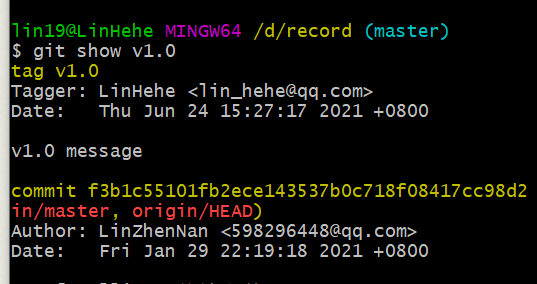 lin19@LinHehe MINGW64 /d/record (master)
$ git show v1.0
tag v1.0
Tagger: LinHehe <lin_hehe@qq.com>
Date:   Thu Jun 24 15:27:17 2021 +0800
v1.0 message
commit f3b1c55101fb2ece143537b0c718f08417cc98d2
in/master, origin/HEAD)
Author: LinZhenNan <598296448@qq.com>
Date:   Fri Jan 29 22:19:18 2021 +0800